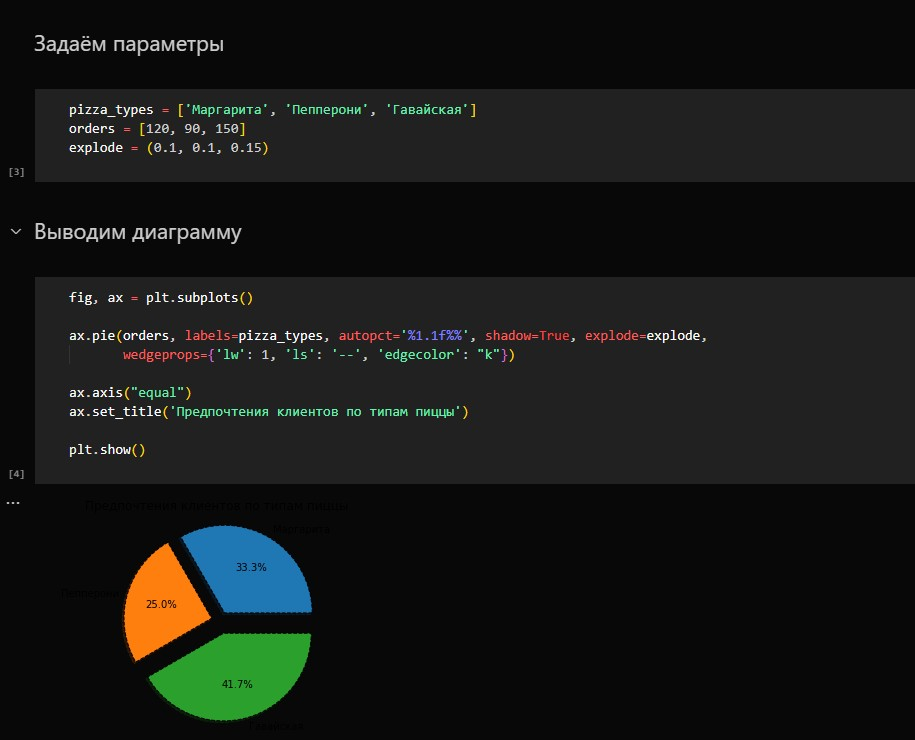 Задаём параметры
pizza_types = ['Маргарита', 'Пепперони', 'Гавайская']
orders = [120, 90, 150]
explode = (0.1, 0.1, 0.15)
[3]
Выводим диаграмму
fig, ax = plt.subplots()
ax.pie(orders, labels=pizza_types, autopct='%1.1f%%', shadow=True, explode=explode,
wedgeprops={'lw': 1, 'ls': '--', 'edgecolor': "k"})
ax.axis("equal")
ax.set_title('Предпочтения клиентов по типам пиццы')
plt.show()
[4]
...
Предпочтения клиентов по типам пиццы
Маргарита
33.3%
Пепперони
25.0%
41.7%
Гавайская